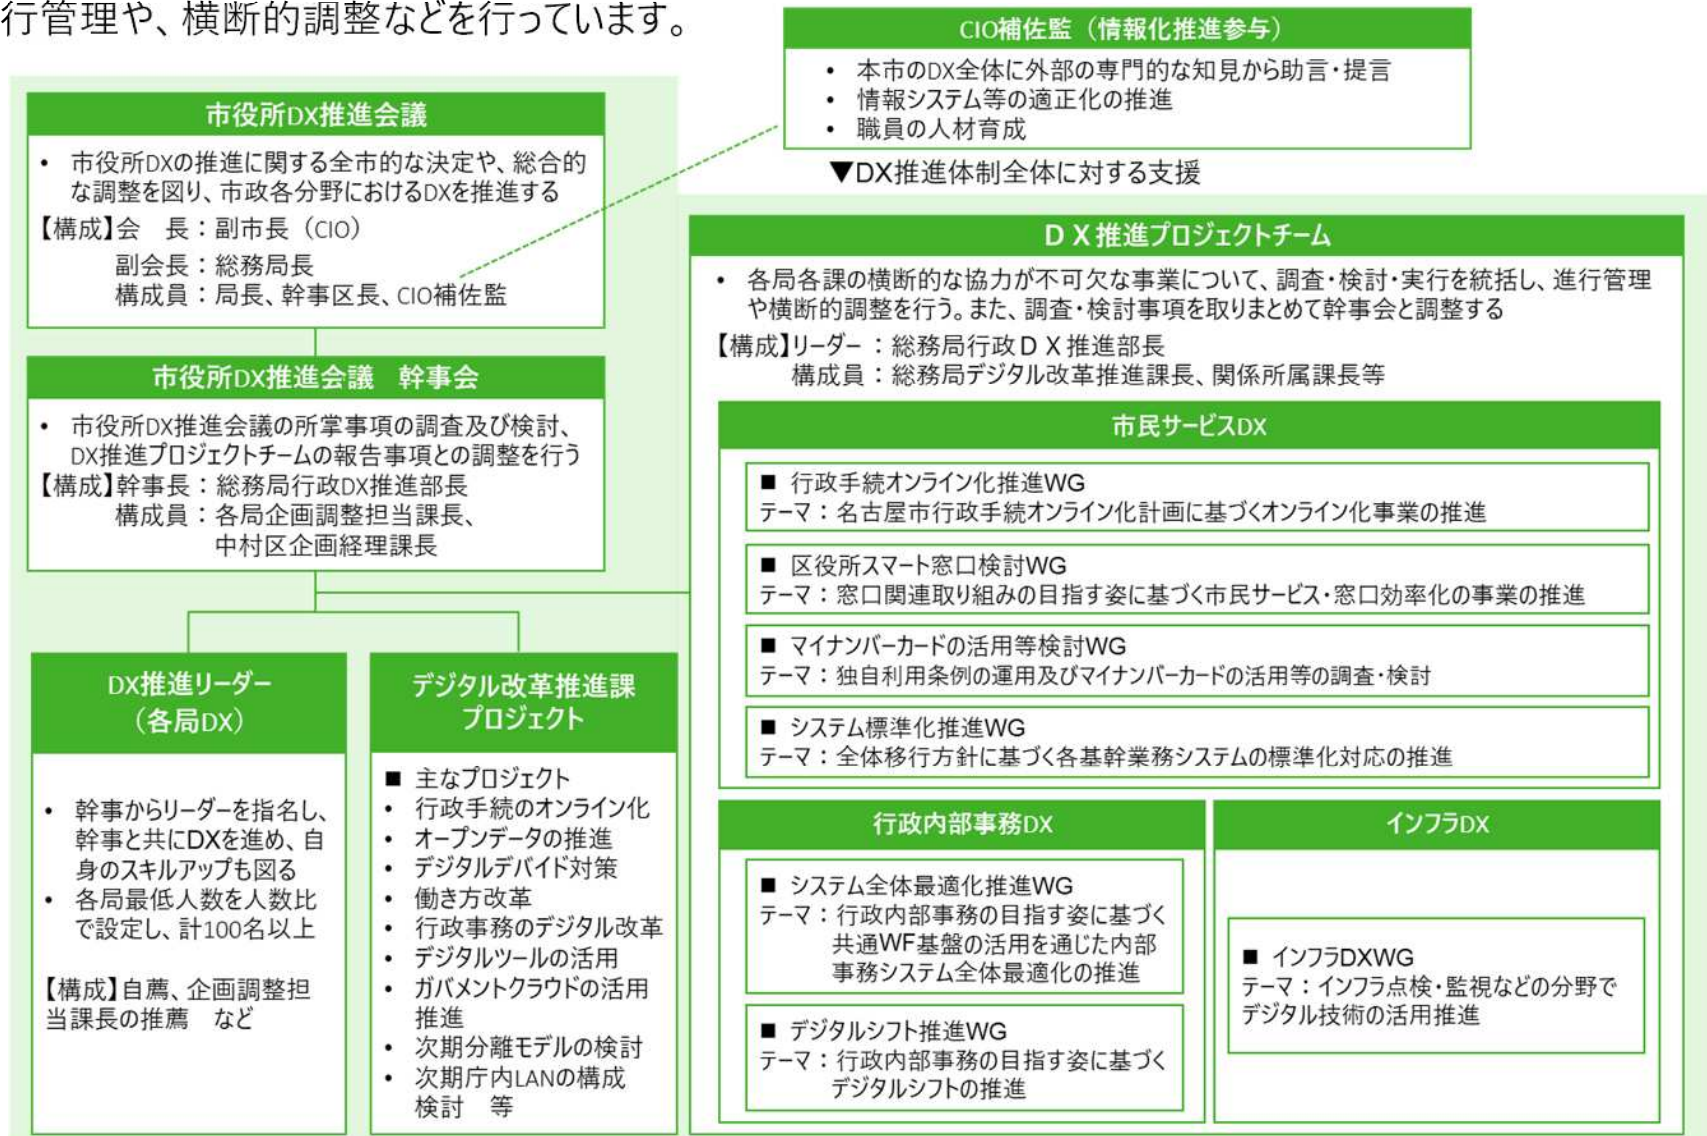 行管理や、横断的調整などを行っています。
CIO補佐監（情報化推進参与）
• 本市のDX全体に外部の専門的な知見から助言・提言
• 情報システム等の適正化の推進
• 職員の人材育成
▼DX推進体制全体に対する支援
市役所DX推進会議
• 市役所DXの推進に関する全市的な決定や、総合的
な調整を図り、市政各分野におけるDXを推進する
【構成】会　長：副市長（CIO）
副会長：総務局長
構成員：局長、幹事区長、CIO補佐監
市役所DX推進会議　幹事会
• 市役所DX推進会議の所掌事項の調査及び検討、
DX推進プロジェクトチームの報告事項との調整を行う
【構成】幹事長：総務局行政DX推進部長
構成員：各局企画調整担当課長、
中村区企画経理課長
DX推進リーダー
（各局DX）
• 幹事からリーダーを指名し、
幹事と共にDXを進め、自
身のスキルアップも図る
• 各局最低人数を人数比
で設定し、計100名以上
【構成】自薦、企画調整担
当課長の推薦　など
デジタル改革推進課
プロジェクト
■ 主なプロジェクト
• 行政手続のオンライン化
• オープンデータの推進
• デジタルデバイド対策
• 働き方改革
• 行政事務のデジタル改革
• デジタルツールの活用
• ガバメントクラウドの活用
推進
• 次期分離モデルの検討
• 次期庁内LANの構成
検討　等
ＤＸ推進プロジェクトチーム
• 各局各課の横断的な協力が不可欠な事業について、調査・検討・実行を統括し、進行管理
や横断的調整を行う。また、調査・検討事項を取りまとめて幹事会と調整する
【構成】リーダー：総務局行政ＤＸ推進部長
構成員：総務局デジタル改革推進課長、関係所属課長等
市民サービスDX
■ 行政手続オンライン化推進WG
テーマ：名古屋市行政手続オンライン化計画に基づくオンライン化事業の推進
■ 区役所スマート窓口検討WG
テーマ：窓口関連取り組みの目指す姿に基づく市民サービス・窓口効率化の事業の推進
■ マイナンバーカードの活用等検討WG
テーマ：独自利用条例の運用及びマイナンバーカードの活用等の調査・検討
■ システム標準化推進WG
テーマ：全体移行方針に基づく各基幹業務システムの標準化対応の推進
行政内部事務DX
■ システム全体最適化推進WG
テーマ：行政内部事務の目指す姿に基づく
共通WF基盤の活用を通じた内部
事務システム全体最適化の推進
■ デジタルシフト推進WG
テーマ：行政内部事務の目指す姿に基づく
デジタルシフトの推進
インフラDX
■ インフラDXWG
テーマ：インフラ点検・監視などの分野で
デジタル技術の活用推進